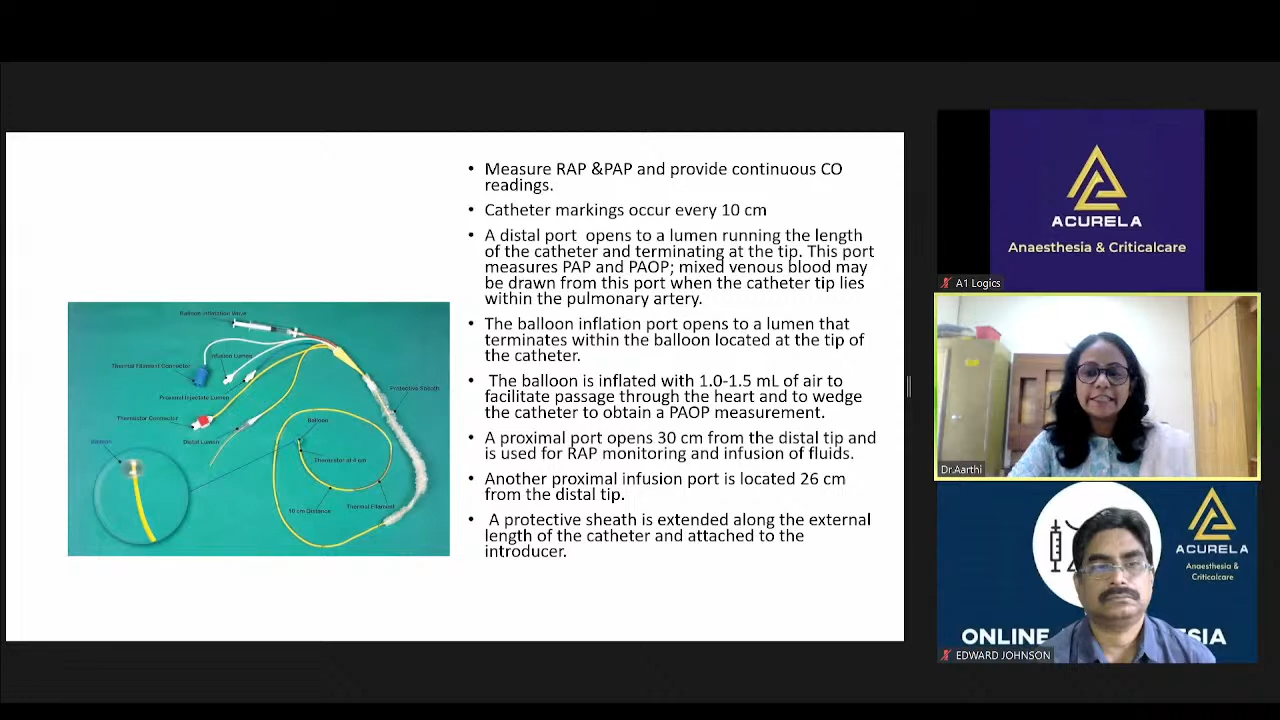 • Measure RAP &PAP and provide continuous CO
readings.
• Catheter markings occur every 10 cm
• A distal port opens to a lumen running the length
of the catheter and terminating at the tip. This port
measures PAP and PAOP; mixed venous blood may
be drawn from this port when the catheter tip lies
within the pulmonary artery.
• The balloon inflation port opens to a lumen that
terminates within the balloon located at the tip of
the catheter.
• The balloon is inflated with 1.0-1.5 mL of air to
facilitate passage through the heart and to wedge
the catheter to obtain a PAOP measurement.
• A proximal port opens 30 cm from the distal tip and
is used for RAP monitoring and infusion of fluids.
• Another proximal infusion port is located 26 cm
from the distal tip.
• A protective sheath is extended along the external
length of the catheter and attached to the
introducer.
Balloon Inflation Valve
Infusion Lumen
Thermal Filament Connector
Proximal Injectate Lumen
Protective Sheath
Thermistor Connector
Balloon
Distal Lumen
Balloon
Thermistor at 4 cm
Thermal Filament
10 cm Distance
ACURELA
Anaesthesia & Criticalcare
A1 Logics
Dr.Aarthi
ACURELA
Anaesthesia &
Criticalcare
ONLINE
EDWARD JOHNSON